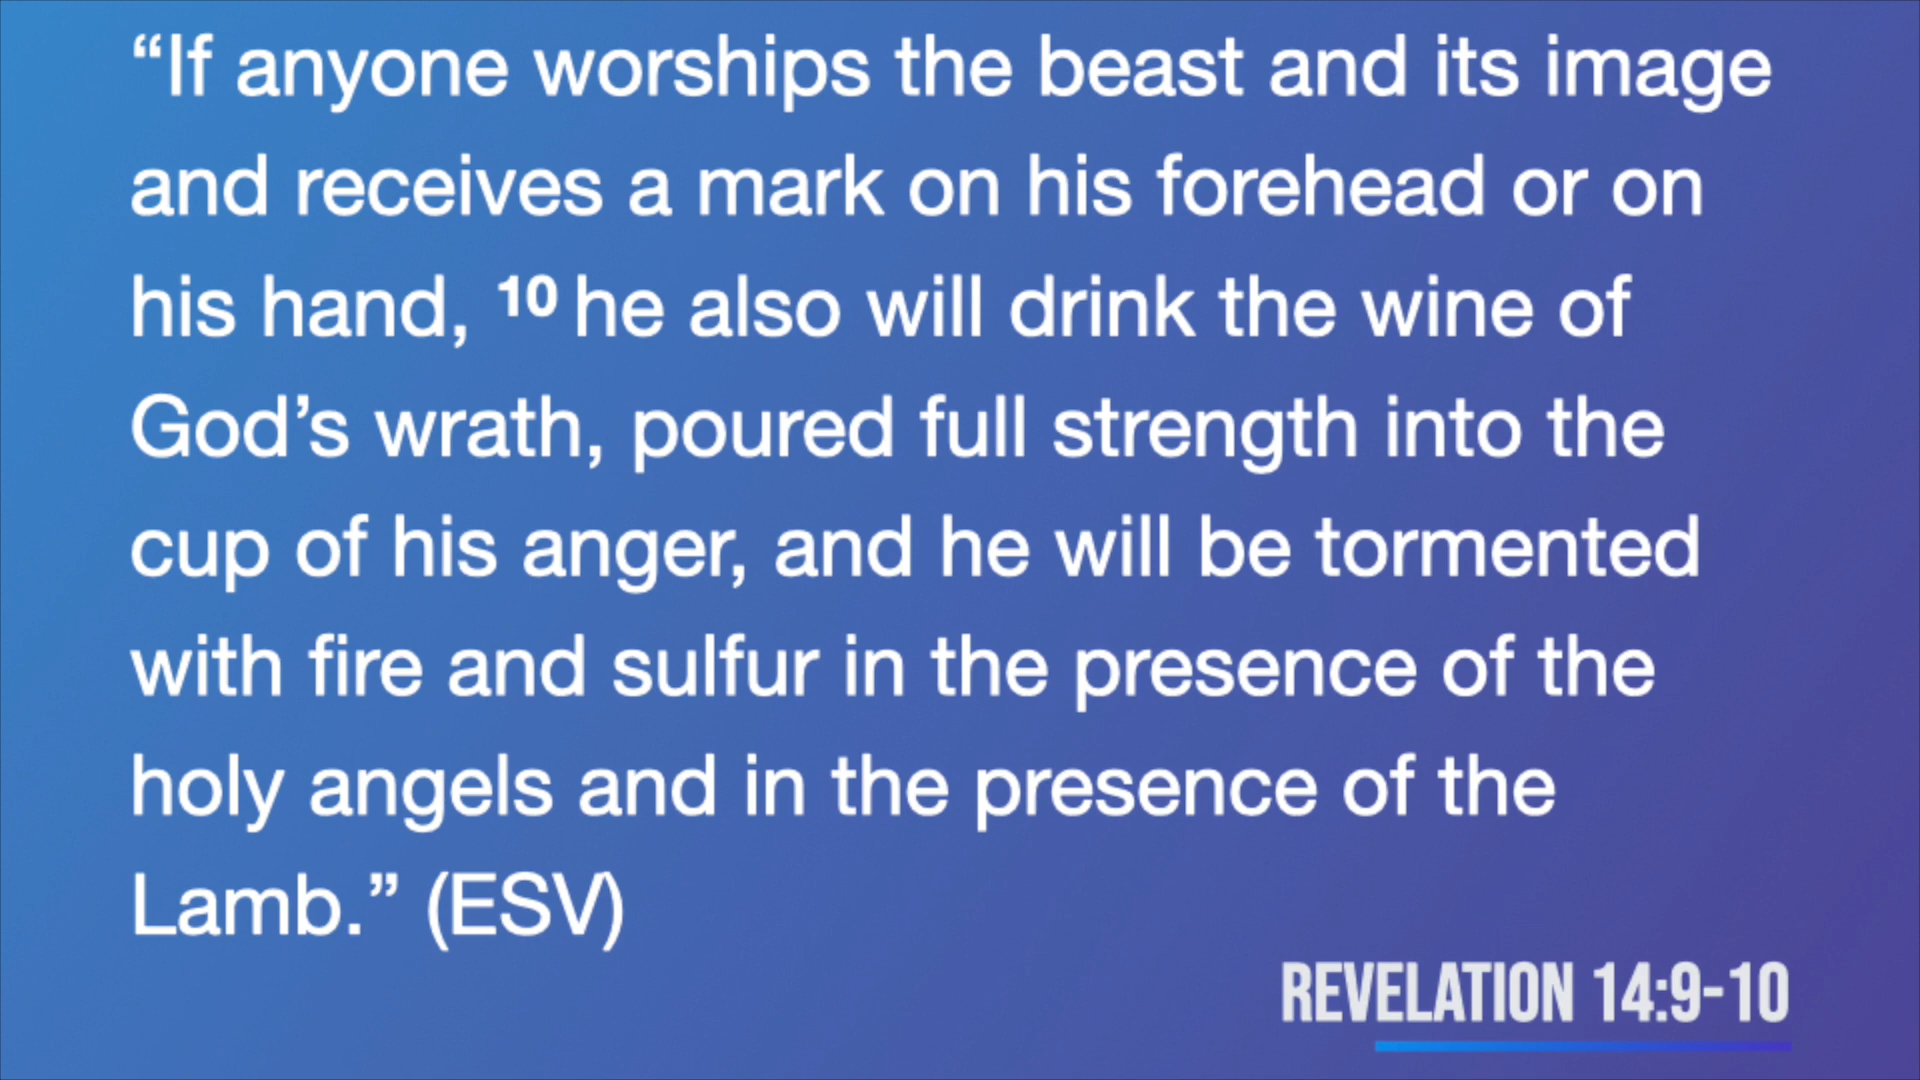 “If anyone worships the beast and its image
and receives a mark on his forehead or on
his hand, 10 he also will drink the wine of
God’s wrath, poured full strength into the
cup of his anger, and he will be tormented
with fire and sulfur in the presence of the
holy angels and in the presence of the
Lamb.” (ESV)
REVELATION 14:9-10